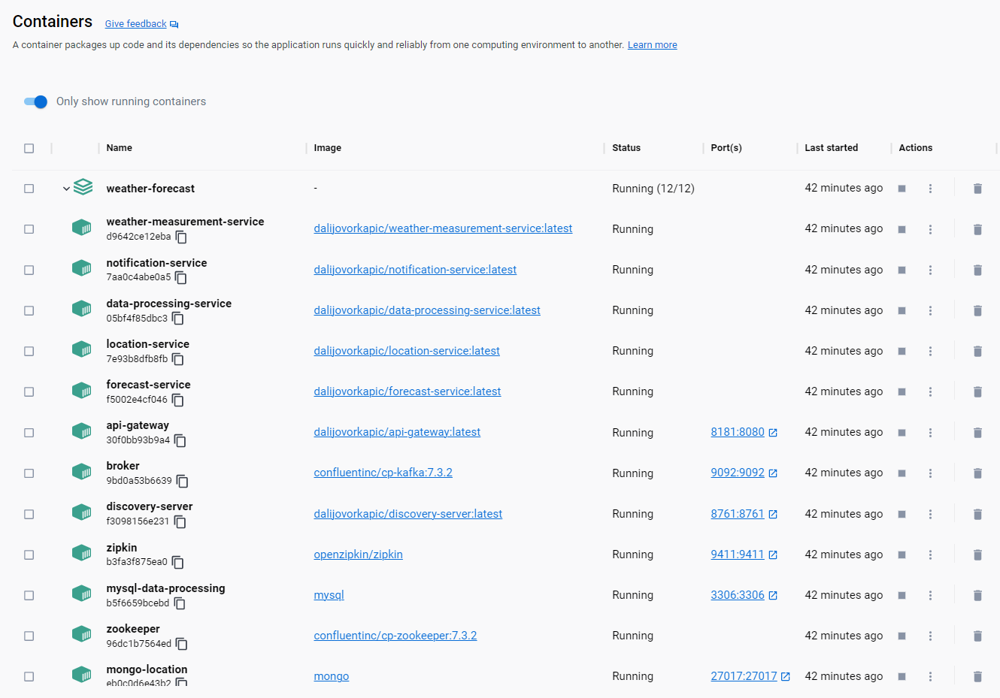 Containers Give feedback
A container packages up code and its dependencies so the application runs quickly and reliably from one computing environment to another. Learn more
Only show running containers
Name Image Status Port(s) Last started Actions
weather-forecast - Running (12/12) 42 minutes ago
weather-measurement-service
d9642ce12eba dalijovorkapic/weather-measurement-service:latest Running 42 minutes ago
notification-service
7aa0c4abe0a5 dalijovorkapic/notification-service:latest Running 42 minutes ago
data-processing-service
05bf4f85dbc3 dalijovorkapic/data-processing-service:latest Running 42 minutes ago
location-service
7e93b8dfb8fb dalijovorkapic/location-service:latest Running 42 minutes ago
forecast-service
f5002e4cf046 dalijovorkapic/forecast-service:latest Running 42 minutes ago
api-gateway
30f0bb93b9a4 dalijovorkapic/api-gateway:latest Running 8181:8080 42 minutes ago
broker
9bd0a53b6639 confluentinc/cp-kafka:7.3.2 Running 9092:9092 42 minutes ago
discovery-server
f3098156e231 dalijovorkapic/discovery-server:latest Running 8761:8761 42 minutes ago
zipkin
b3fa3f875ea0 openzipkin/zipkin Running 9411:9411 42 minutes ago
mysql-data-processing
b5f6659bcebd mysql Running 3306:3306 42 minutes ago
zookeeper
96dc1b7564ed confluentinc/cp-zookeeper:7.3.2 Running 42 minutes ago
mongo-location
eb0c0d6e43b2 mongo Running 27017:27017 42 minutes ago